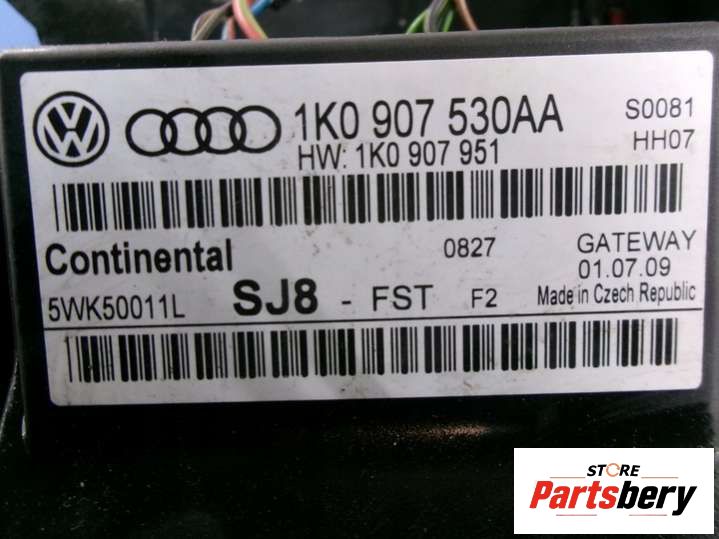 1K0 907 530AA
S0081
HW: 1K0 907 951
HH07
Continental
0827
GATEWAY
01.07.09
5WK50011L
SJ8 - FST F2
Made in Czech Republic
STORE
Partsbery